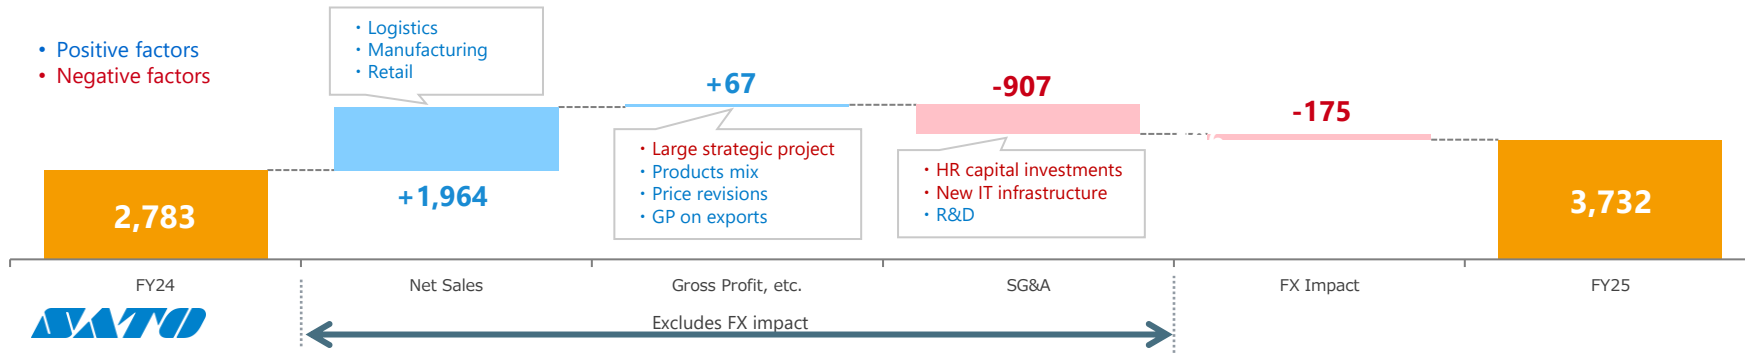 • Positive factors
• Negative factors
・Logistics
・Manufacturing
・Retail
+1,964
+67
・Large strategic project
・Products mix
・Price revisions
・GP on exports
-907
・HR capital investments
・New IT infrastructure
・R&D
-175
2,783
3,732
FY24
Net Sales
Gross Profit, etc.
SG&A
FX Impact
FY25
Excludes FX impact
SATO